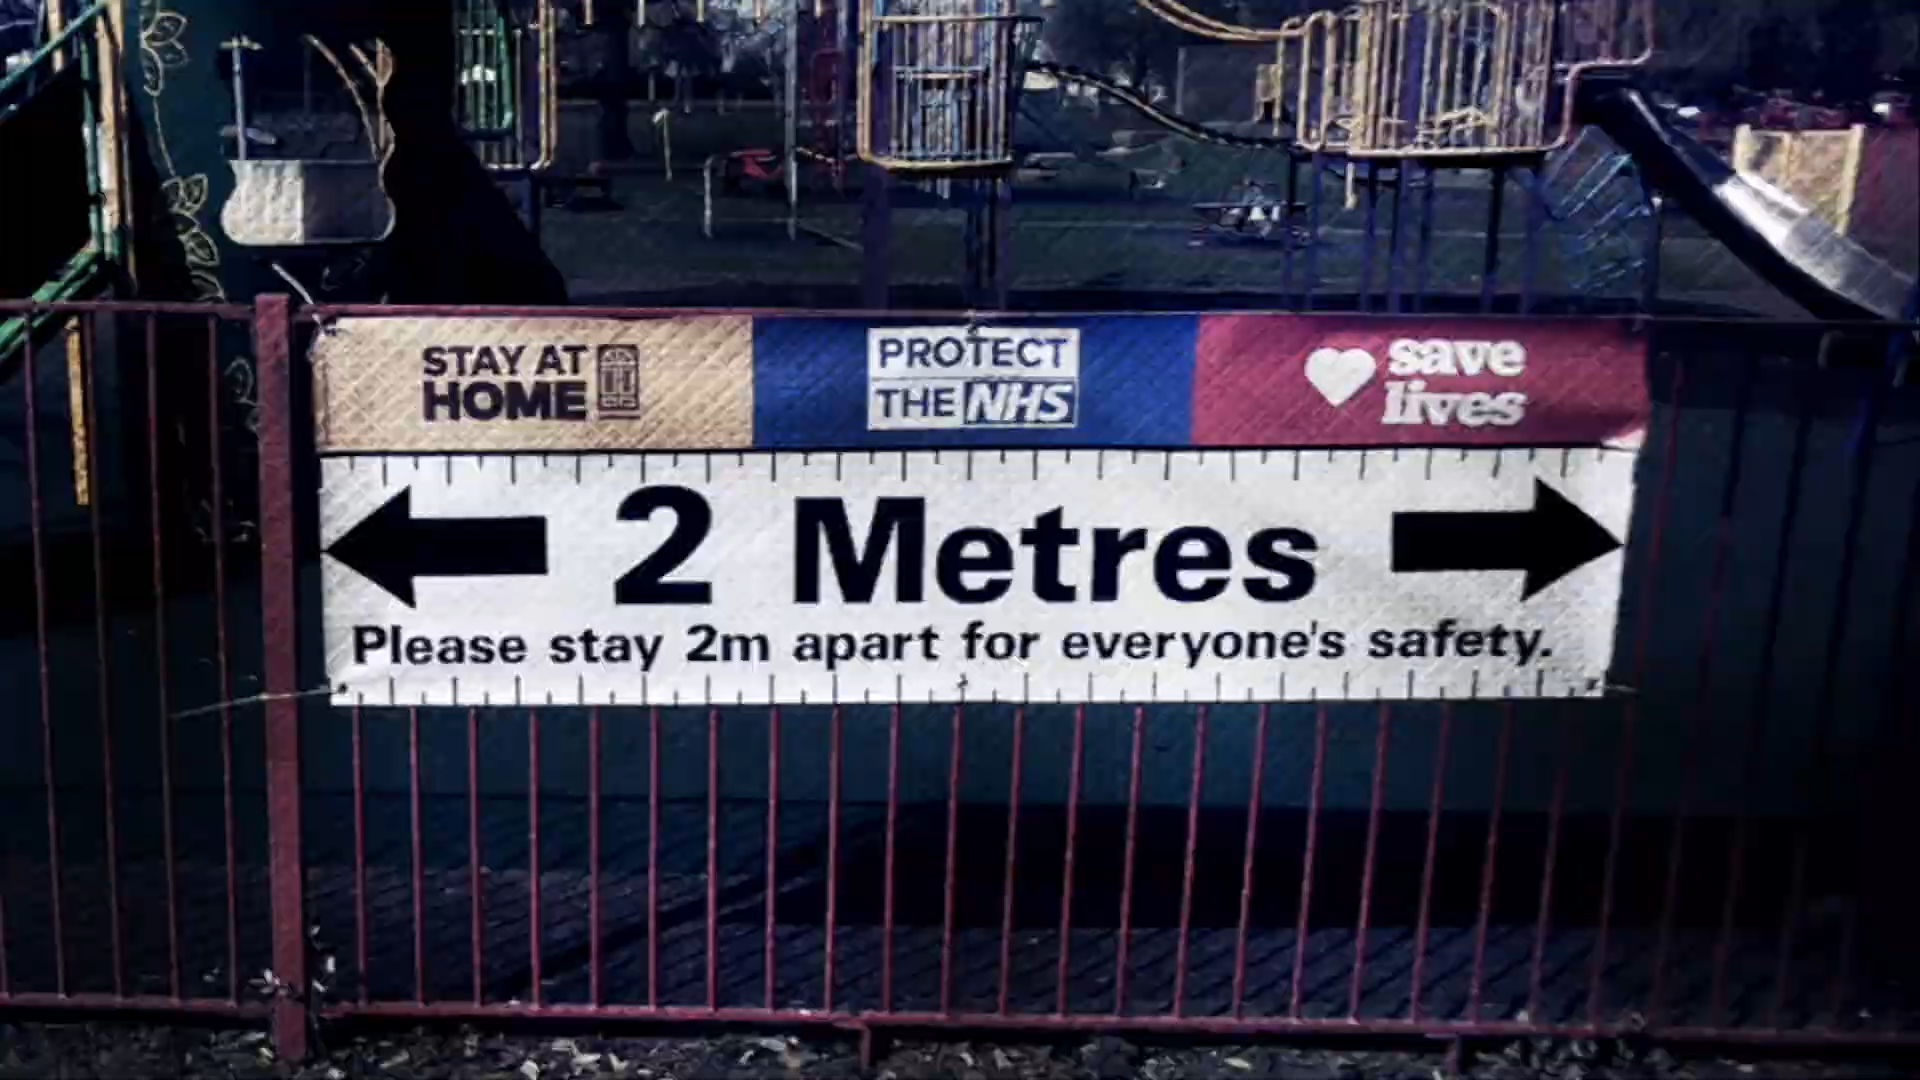 STAY AT
HOME
PROTECT
THE NHS
save
lives
2 Metres
Please stay 2m apart for everyone's safety.